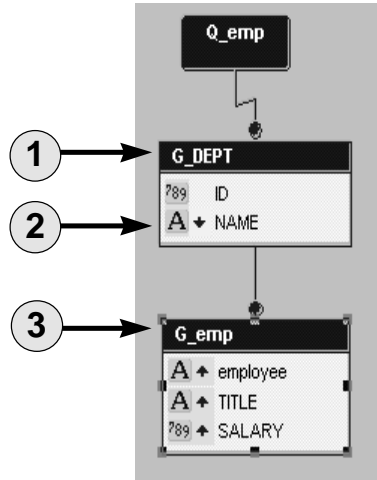 Q_emp
1
G_DEPT
789 ID
2
A NAME
3
G_emp
A employee
A TITLE
789 SALARY